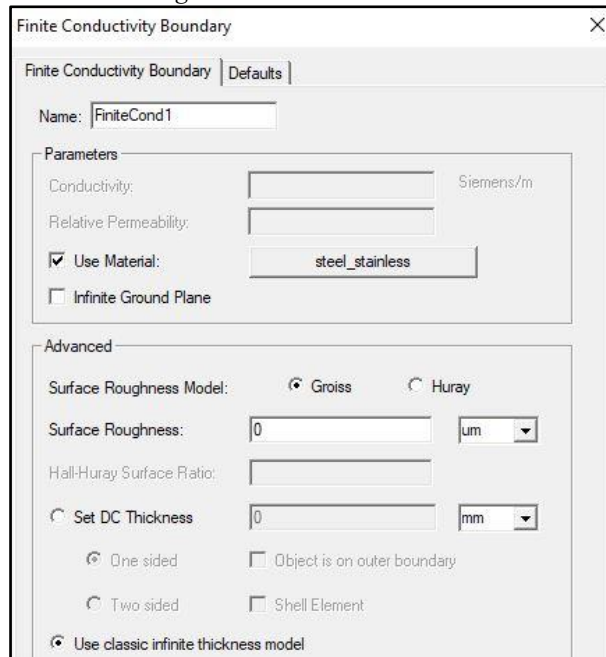 Finite Conductivity Boundary
Finite Conductivity Boundary Defaults
Name: FiniteCond1
Parameters
Conductivity: Siemens/m
Relative Permeability:
Use Material: steel_stainless
Infinite Ground Plane
Advanced
Surface Roughness Model: Groiss Huray
Surface Roughness: 0 um
Hall-Huray Surface Ratio:
Set DC Thickness 0 mm
One sided Object is on outer boundary
Two sided Shell Element
Use classic infinite thickness model